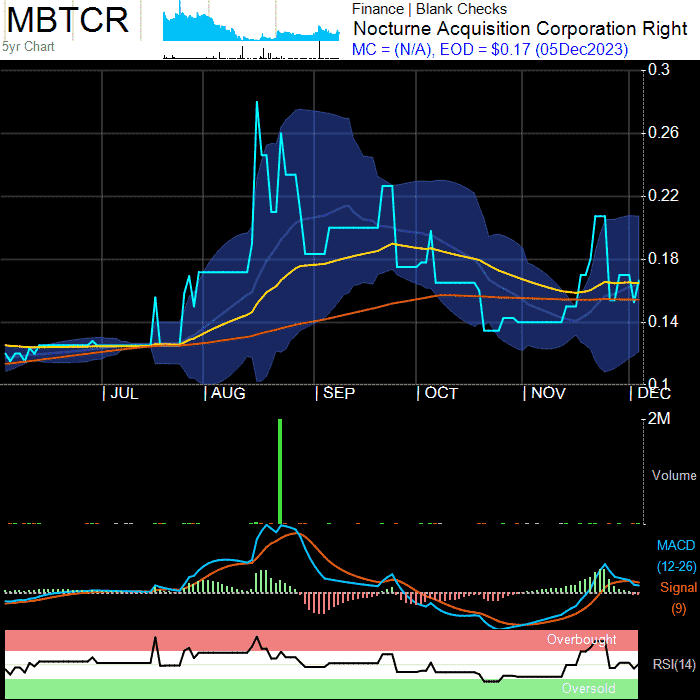 MBTCR
5yr Chart
Finance | Blank Checks
Nocturne Acquisition Corporation Right
MC = (N/A), EOD = $0.17 (05Dec2023)
0.3
0.26
0.22
0.18
0.14
0.1
JUL
AUG
SEP
OCT
NOV
DEC
2M
Volume
MACD
(12-26)
Signal
(9)
Overbought
RSI(14)
Oversold